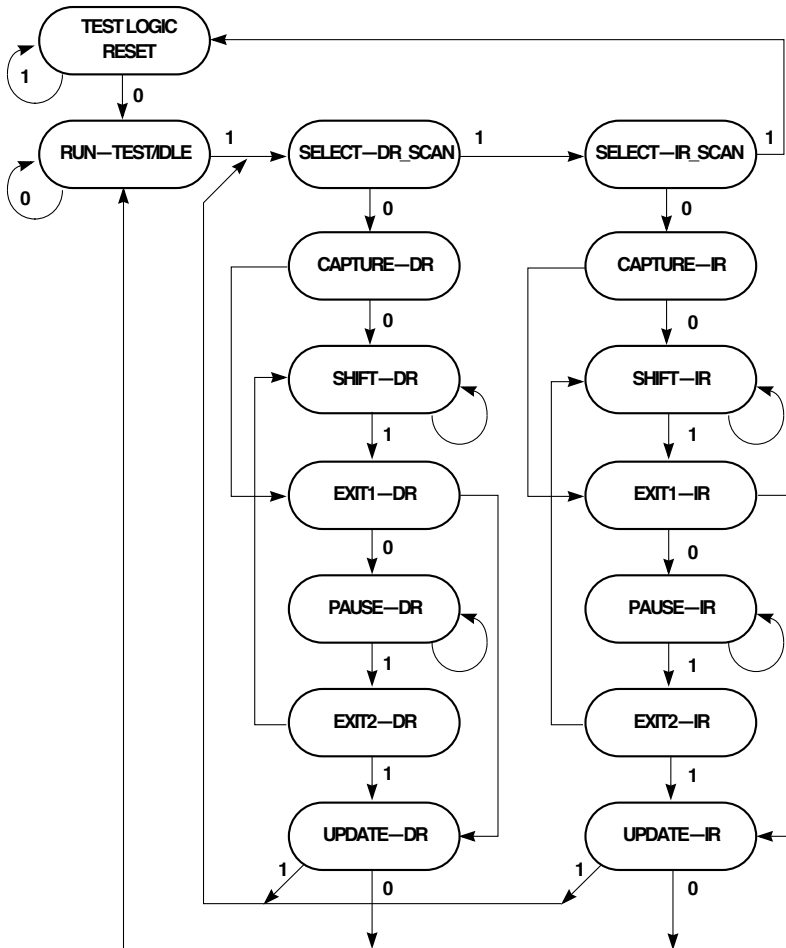 TEST LOGIC
RESET
1
0
RUN—TEST/IDLE
1
SELECT—DR_SCAN
1
SELECT—IR_SCAN
1
0
0
0
CAPTURE—DR
CAPTURE—IR
0
0
SHIFT—DR
SHIFT—IR
1
1
EXIT1—DR
EXIT1—IR
0
0
PAUSE—DR
PAUSE—IR
1
1
EXIT2—DR
EXIT2—IR
1
1
UPDATE—DR
UPDATE—IR
1
0
1
0